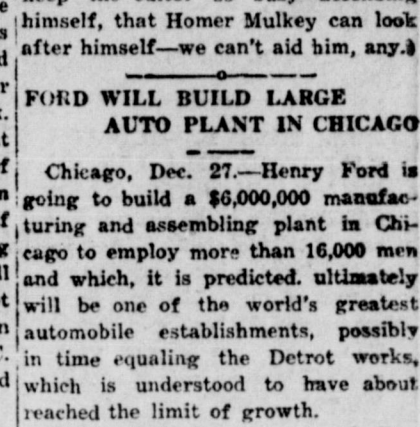 himself, that Homer Mulkey can look
after himself—we can't aid him, any.
FORD WILL BUILD LARGE
AUTO PLANT IN CHICAGO
Chicago, Dec. 27.—Henry Ford is
going to build a $6,000,000 manufac-
turing and assembling plant in Chi-
cago to employ more than 16,000 men
and which, it is predicted. ultimately
will be one of the world's greatest
automobile establishments, possibly
in time equaling the Detrot works,
which is understood to have about
reached the limit of growth.